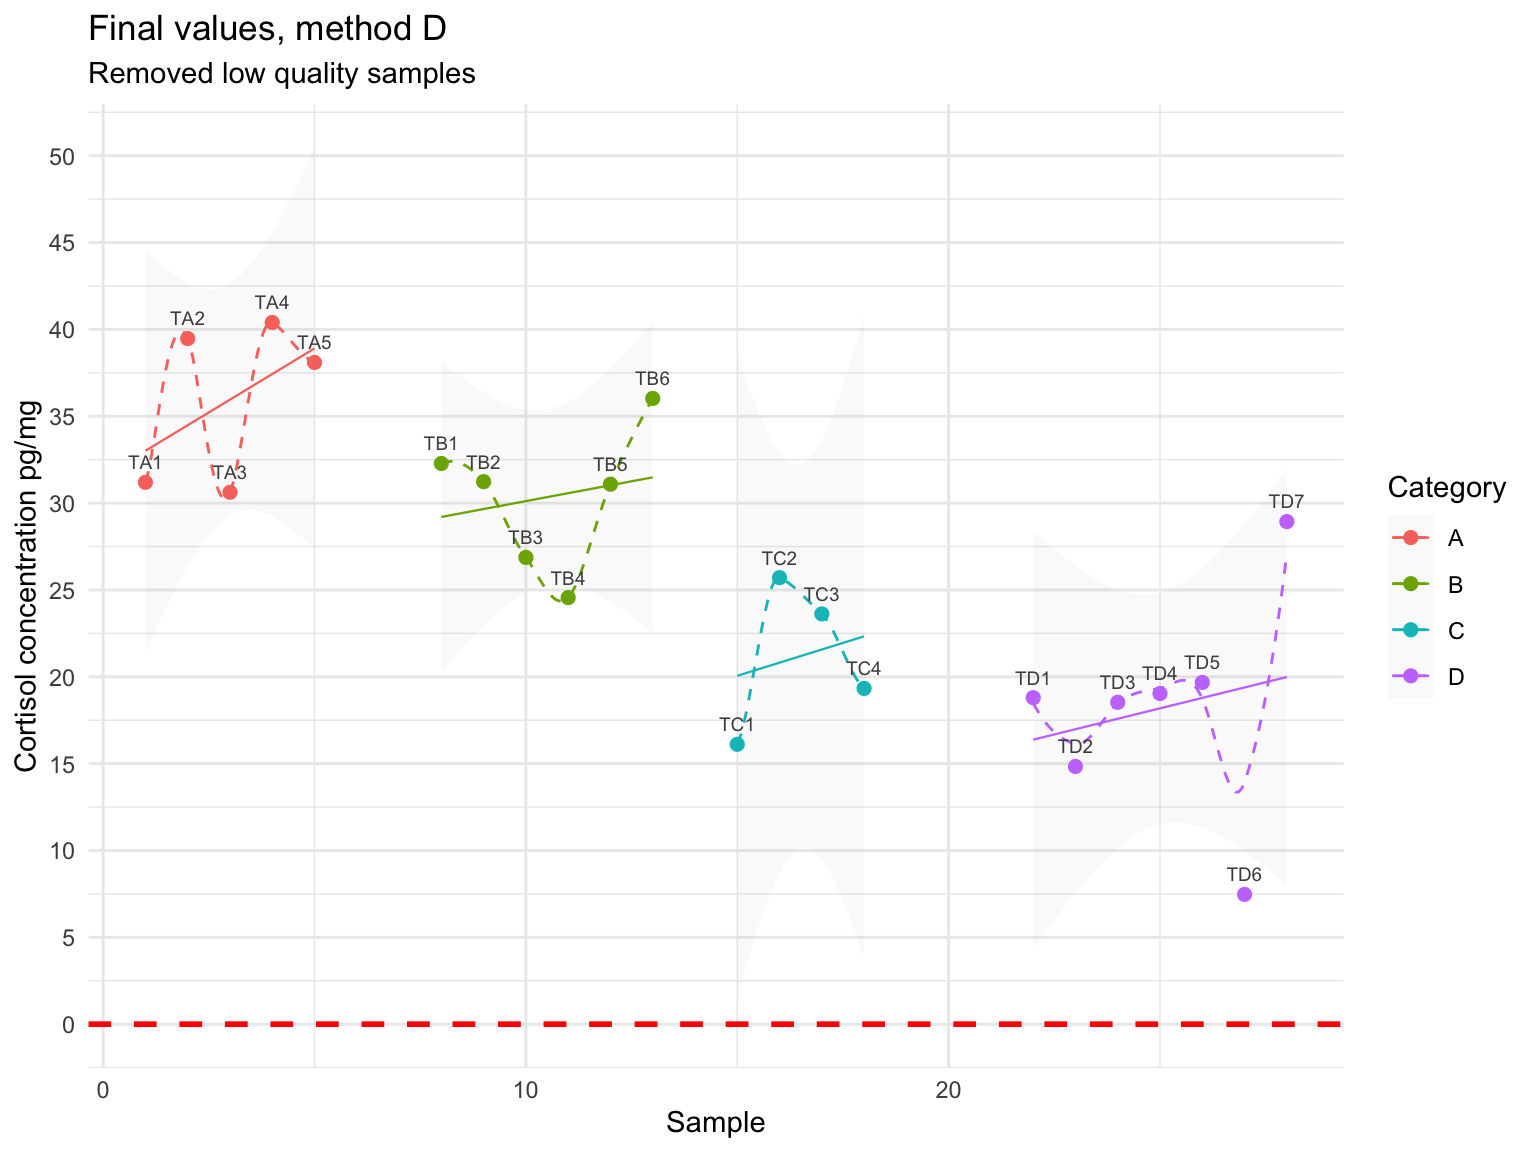 Final values, method D
Removed low quality samples
Cortisol concentration pg/mg
50
45
40
35
30
25
20
15
10
5
0
TA1
TA2
TA3
TA4
TA5
TB1
TB2
TB3
TB4
TB5
TB6
TC1
TC2
TC3
TC4
TD1
TD2
TD3
TD4
TD5
TD6
TD7
0
10
20
Sample
Category
A
B
C
D